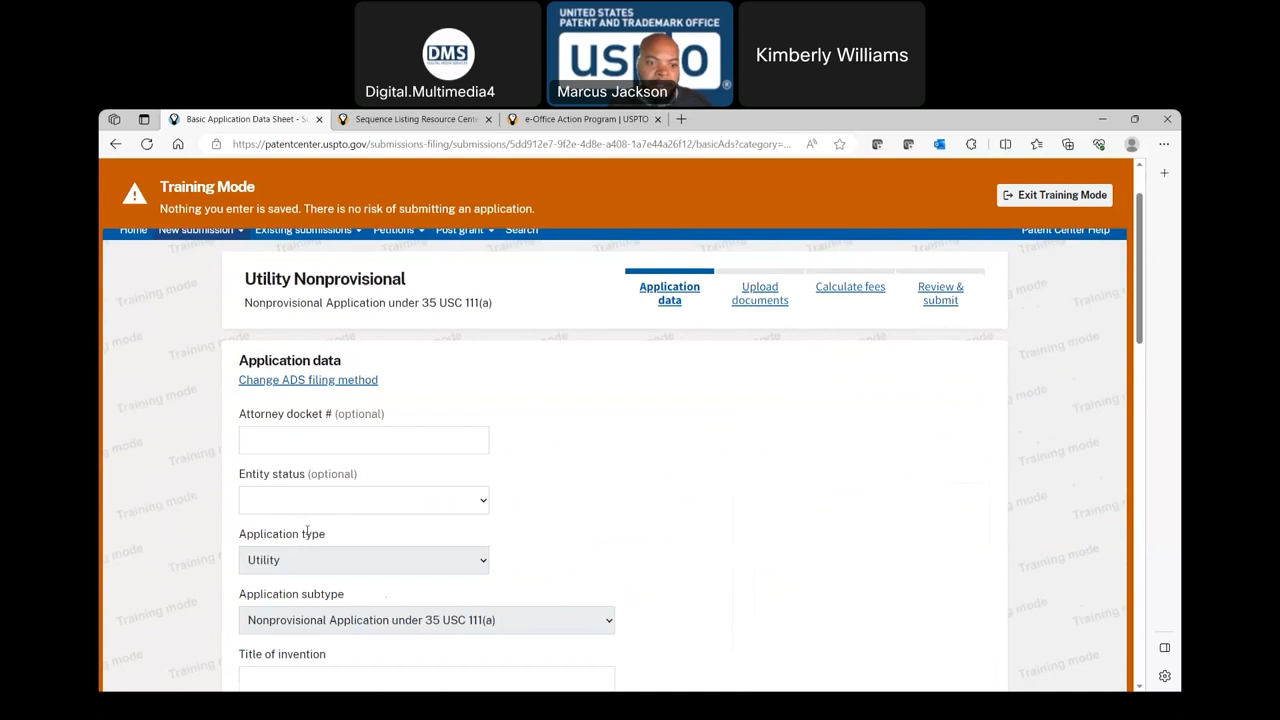 DMS
DIGITAL MEDIA SERVICES
Digital.Multimedia4
UNITED STATES
PATENT AND TRADEMARK OFFICE
Marcus Jackson
Kimberly Williams
Basic Application Data Sheet - S
Sequence Listing Resource Cent
e-Office Action Program | USPTO
https://patentcenter.uspto.gov/submissions-filing/submissions/5dd912e7-9f2e-4d8e-a408-1a7e44a26f12/basicAds?category=...
Training Mode
Nothing you enter is saved. There is no risk of submitting an application.
Exit Training Mode
Home New submission Existing submissions Petitions Post grant Search Patent Center Help
Utility Nonprovisional
Nonprovisional Application under 35 USC 111(a)
Application data
Upload documents
Calculate fees
Review & submit
Application data
Change ADS filing method
Attorney docket # (optional)
Entity status (optional)
Application type
Utility
Application subtype
Nonprovisional Application under 35 USC 111(a)
Title of invention
Training mode